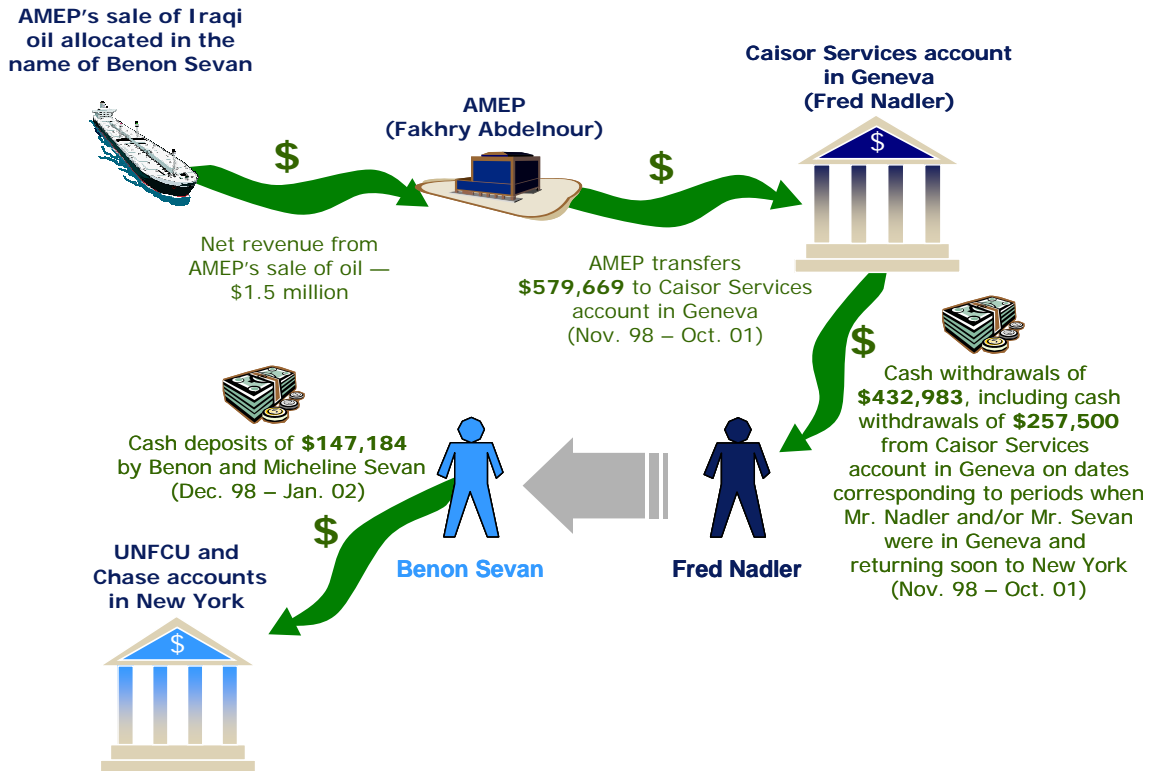 AMEP's sale of Iraqi
oil allocated in the
name of Benon Sevan
$
Net revenue from
AMEP's sale of oil —
$1.5 million
AMEP
(Fakhry Abdelnour)
$
AMEP transfers
$579,669 to Caisor Services
account in Geneva
(Nov. 98 – Oct. 01)
Caisor Services account
in Geneva
(Fred Nadler)
$
$
Cash withdrawals of
$432,983, including cash
withdrawals of $257,500
from Caisor Services
account in Geneva on dates
corresponding to periods when
Mr. Nadler and/or Mr. Sevan
were in Geneva and
returning soon to New York
(Nov. 98 – Oct. 01)
Fred Nadler
Benon Sevan
Cash deposits of $147,184
by Benon and Micheline Sevan
(Dec. 98 – Jan. 02)
$
UNFCU and
Chase accounts
in New York
$